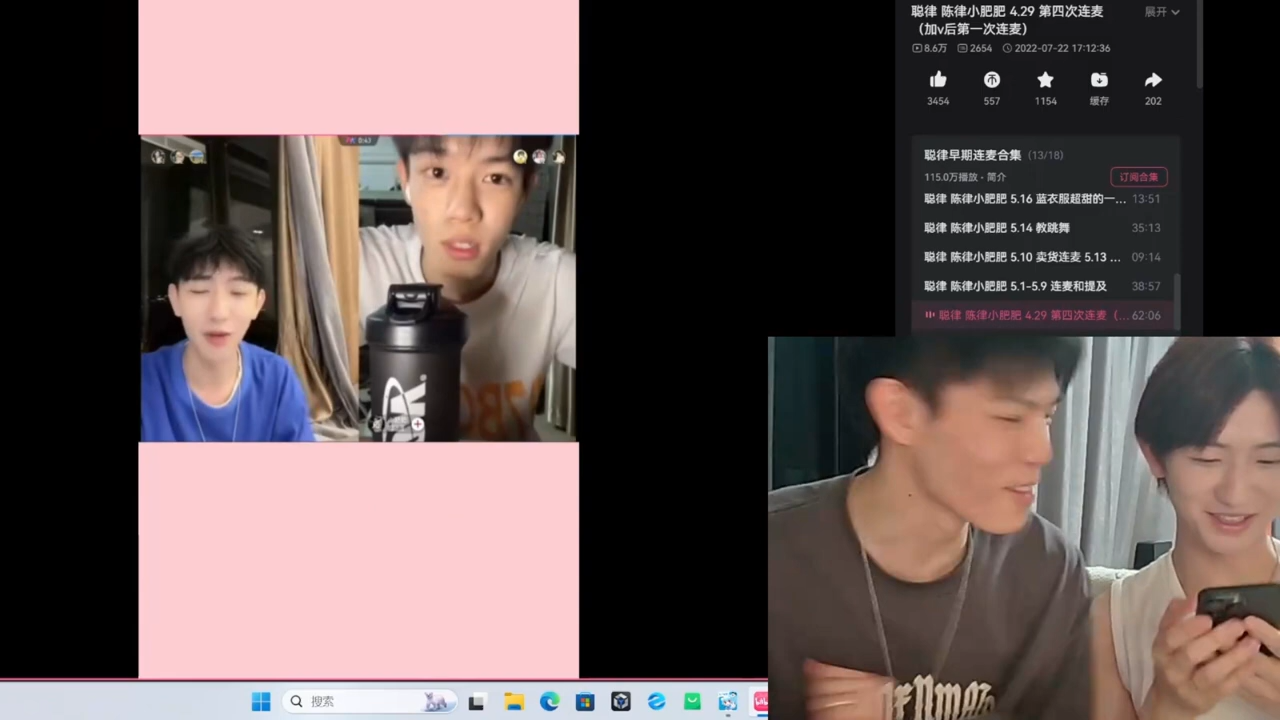 聪律 陈律小肥肥 4.29 第四次连麦
（加v后第一次连麦）
展开
8.6万 2654 2022-07-22 17:12:36
3454 557 1154 缓存 202
聪律早期连麦合集 (13/18)
115.0万播放 · 简介
订阅合集
聪律 陈律小肥肥 5.16 蓝衣服超甜的一... 13:51
聪律 陈律小肥肥 5.14 教跳舞 35:13
聪律 陈律小肥肥 5.10 卖货连麦 5.13 ... 09:14
聪律 陈律小肥肥 5.1-5.9 连麦和提及 38:57
聪律 陈律小肥肥 4.29 第四次连麦（... 62:06
搜索